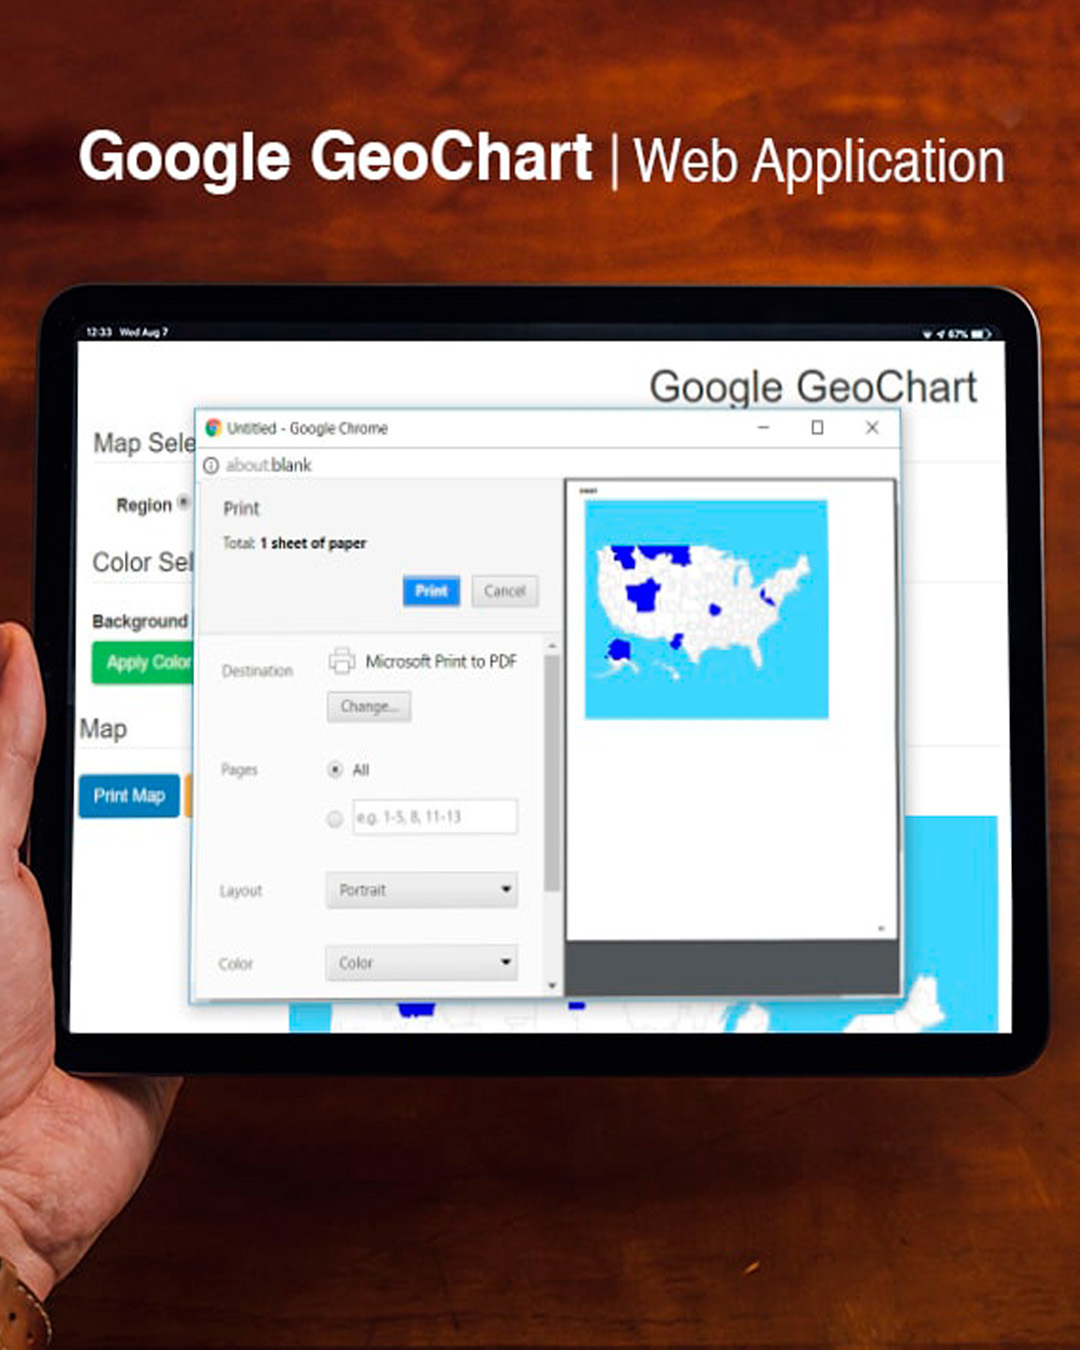 Google GeoChart | Web Application
12:33 Wed Aug 7
67%
Google GeoChart
Map Sele
Untitled - Google Chrome
about:blank
Region
Print
Total: 1 sheet of paper
Print
Cancel
Color Sel
Background
Apply Color
Destination
Microsoft Print to PDF
Change...
Map
Pages
All
Print Map
e.g. 1-5, 8, 11-13
Layout
Portrait
Color
Color